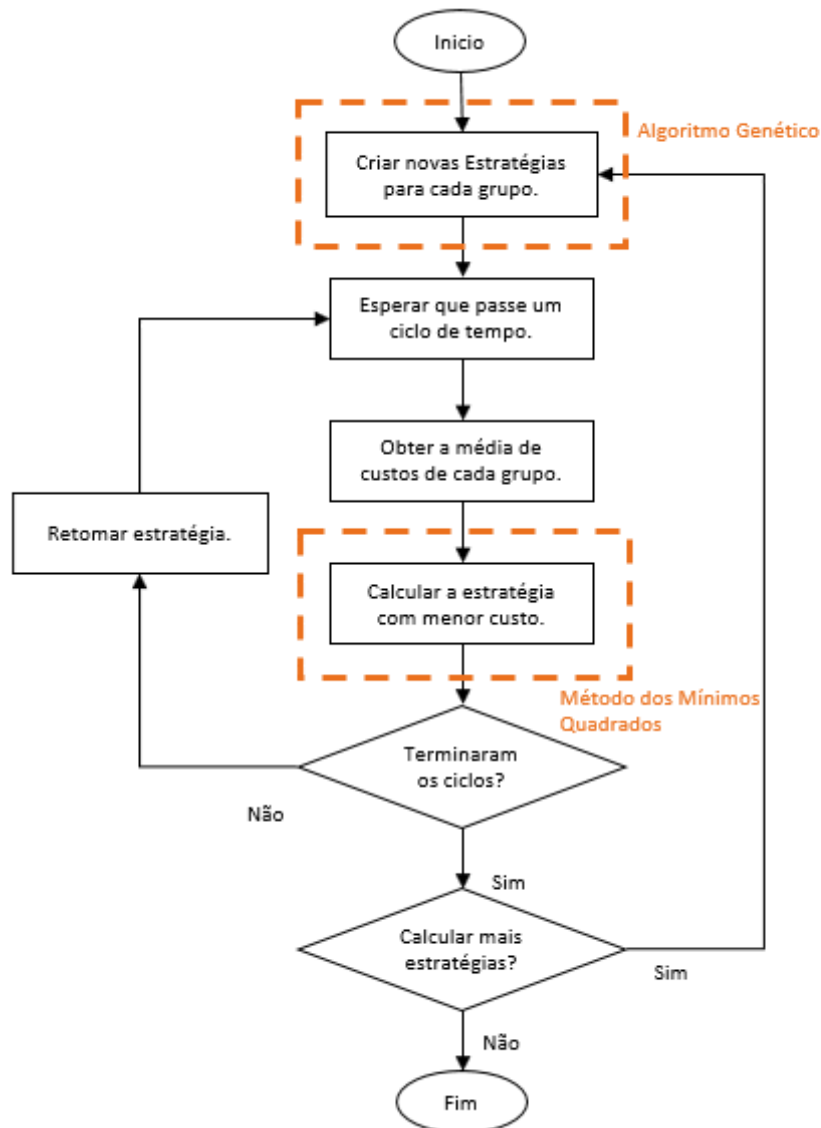 Inicio
Algoritmo Genético
Criar novas Estratégias
para cada grupo.
Esperar que passe um
ciclo de tempo.
Obter a média de
custos de cada grupo.
Retomar estratégia.
Calcular a estratégia
com menor custo.
Método dos Mínimos
Quadrados
Terminaram
os ciclos?
Não
Sim
Calcular mais
estratégias?
Sim
Não
Fim